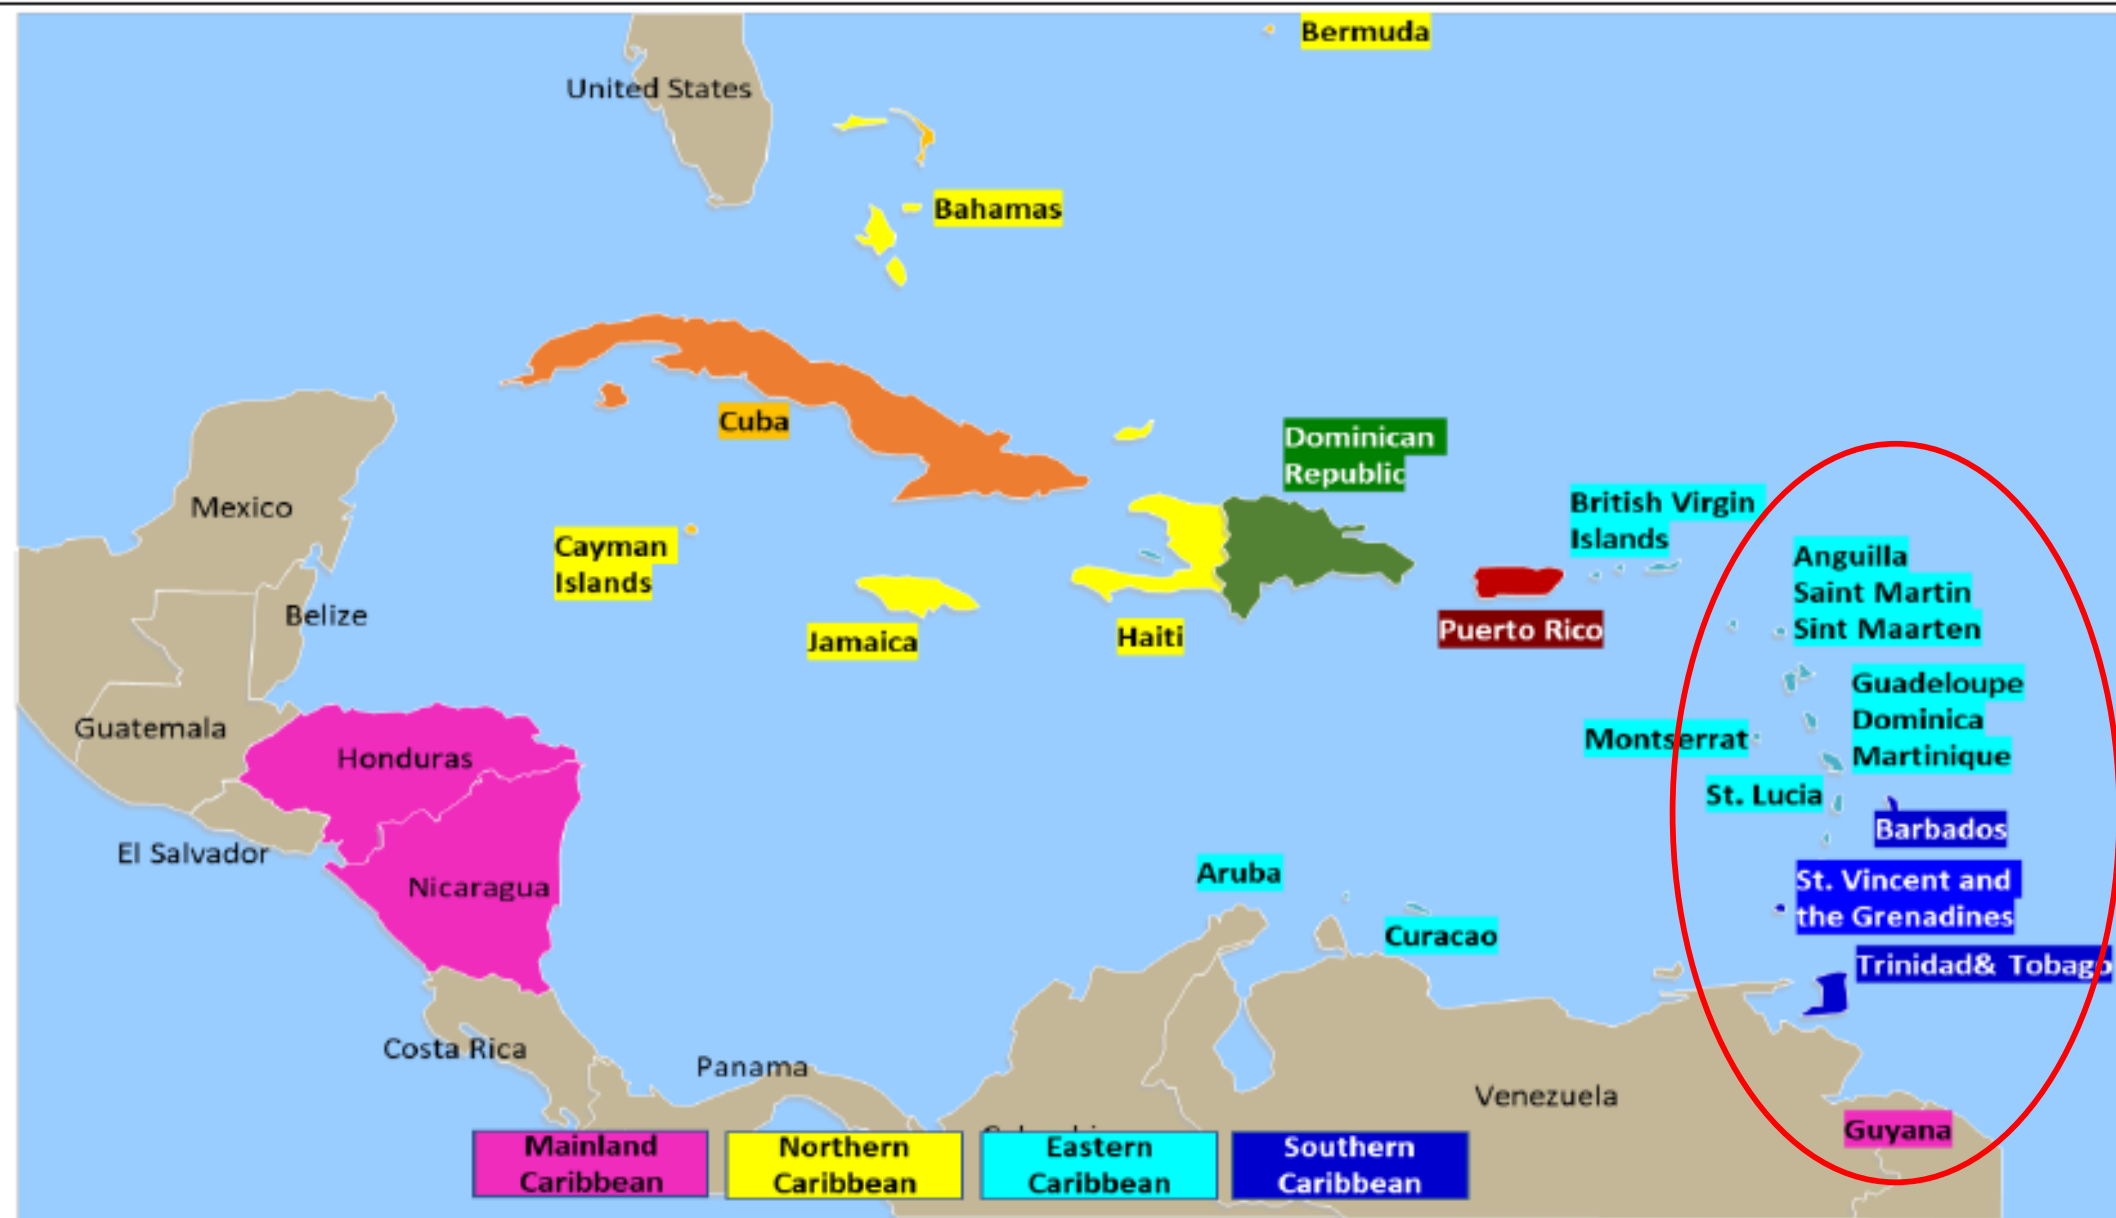 Bermuda
United States
Bahamas
Cuba
Dominican
Republic
Mexico
British Virgin
Islands
Cayman
Islands
Anguilla
Saint Martin
Sint Maarten
Belize
Jamaica
Haiti
Puerto Rico
Guadeloupe
Dominica
Martinique
Guatemala
Honduras
Montserrat
St. Lucia
Barbados
El Salvador
Nicaragua
Aruba
Curacao
St. Vincent and
the Grenadines
Trinidad& Tobago
Costa Rica
Panama
Venezuela
Guyana
Mainland
Caribbean
Northern
Caribbean
Eastern
Caribbean
Southern
Caribbean